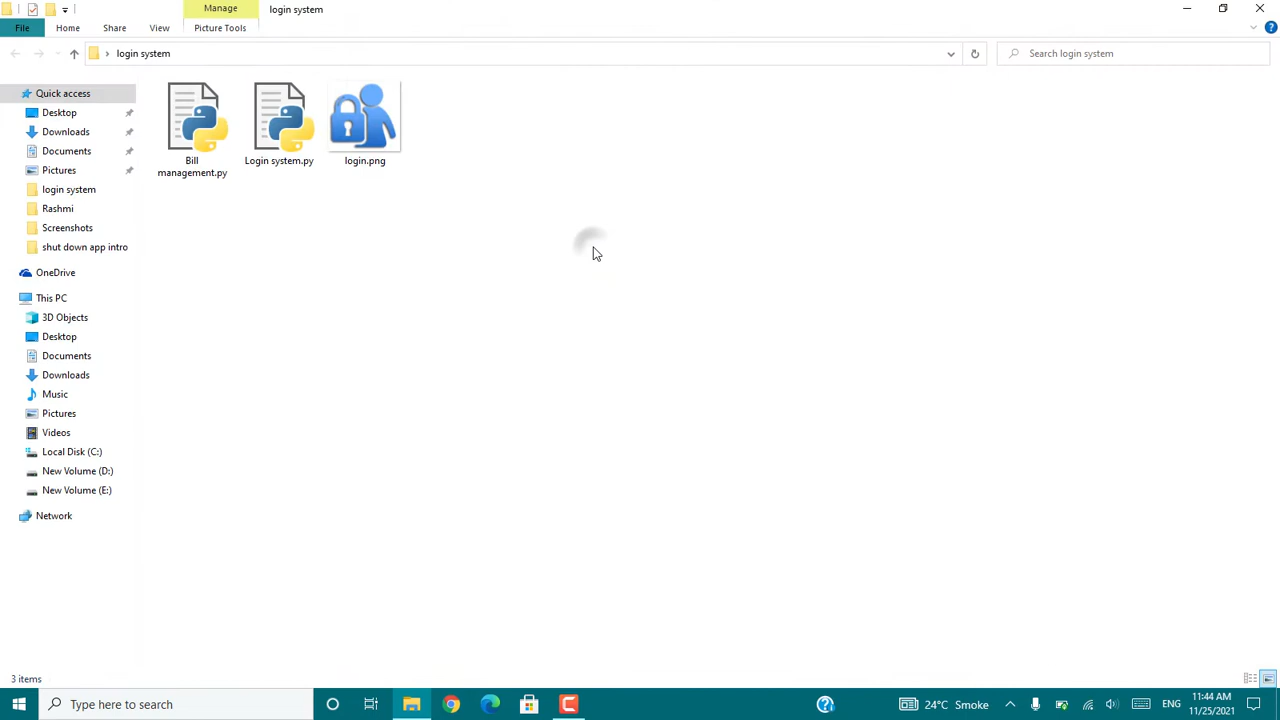 Manage
login system
File
Home
Share
View
Picture Tools
login system
Search login system
Quick access
Desktop
Downloads
Documents
Pictures
login system
Rashmi
Screenshots
shut down app intro
OneDrive
This PC
3D Objects
Desktop
Documents
Downloads
Music
Pictures
Videos
Local Disk (C:)
New Volume (D:)
New Volume (E:)
Network
Bill
management.py
Login system.py
login.png
3 items
Type here to search
24°C Smoke
ENG
11:44 AM
11/25/2021